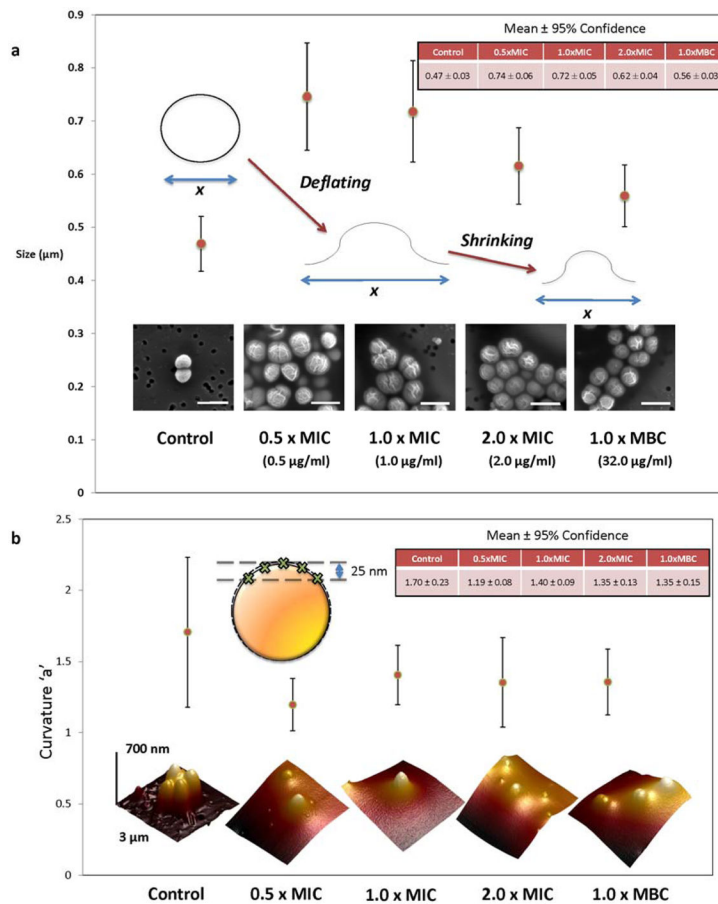 a
Mean ± 95% Confidence
Control 0.5xMIC 1.0xMIC 2.0xMIC 1.0xMBC
0.47 ± 0.03 0.74 ± 0.06 0.72 ± 0.05 0.62 ± 0.04 0.56 ± 0.03
0.9
0.8
0.7
0.6
0.5
0.4
0.3
0.2
0.1
0
Size (µm)
x
Deflating
x
Shrinking
x
Control 0.5 x MIC 1.0 x MIC 2.0 x MIC 1.0 x MBC
(0.5 µg/ml) (1.0 µg/ml) (2.0 µg/ml) (32.0 µg/ml)
b
Mean ± 95% Confidence
Control 0.5xMIC 1.0xMIC 2.0xMIC 1.0xMBC
1.70 ± 0.23 1.19 ± 0.08 1.40 ± 0.09 1.35 ± 0.13 1.35 ± 0.15
2.5
2
1.5
1
0.5
0
Curvature 'a'
25 nm
700 nm
3 µm
Control 0.5 x MIC 1.0 x MIC 2.0 x MIC 1.0 x MBC